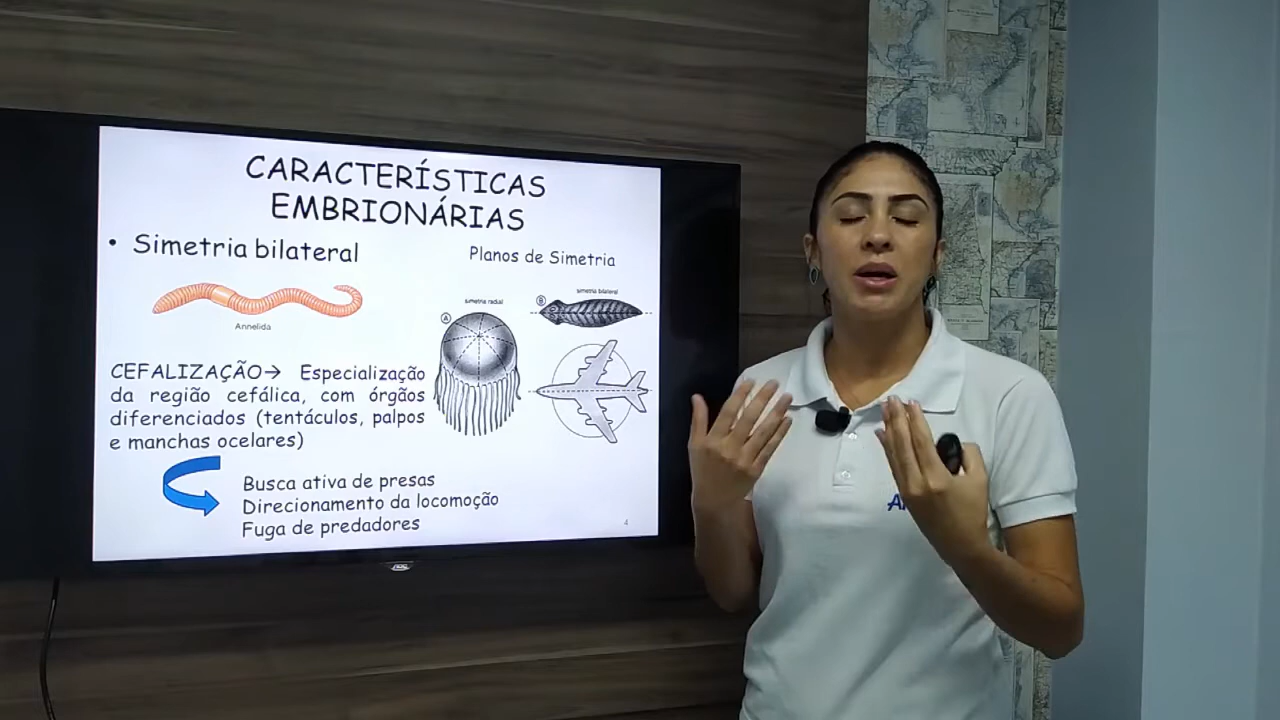 CARACTERÍSTICAS
EMBRIONÁRIAS
• Simetria bilateral
Annelida
Planos de Simetria
simetria radial
A
simetria bilateral
B
CEFALIZAÇÃO→ Especialização
da região cefálica, com órgãos
diferenciados (tentáculos, palpos
e manchas ocelares)
Busca ativa de presas
Direcionamento da locomoção
Fuga de predadores
4
AOC